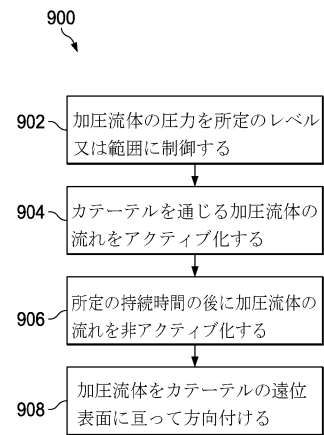 900
902
加圧流体の圧力を所定のレベル
又は範囲に制御する
904
カテーテルを通じる加圧流体の
流れをアクティブ化する
906
所定の持続時間の後に加圧流体の
流れを非アクティブ化する
908
加圧流体をカテーテルの遠位
表面に亘って方向付ける